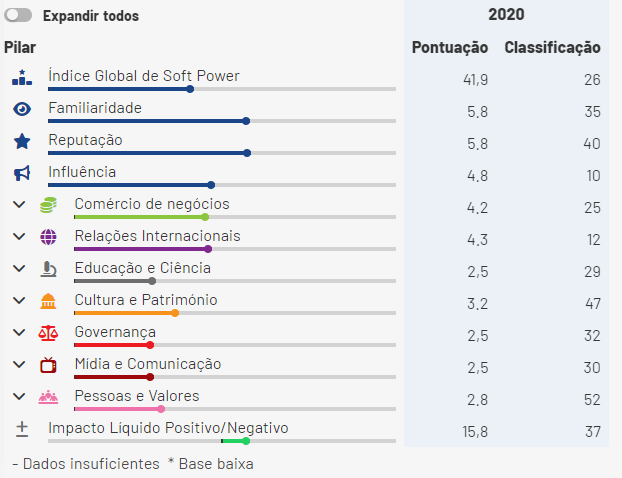 Expandir todos 2020
Pilar Pontuação Classificação
Índice Global de Soft Power 41,9 26
Familiaridade 5.8 35
Reputação 5.8 40
Influência 4.8 10
Comércio de negócios 4.2 25
Relações Internacionais 4.3 12
Educação e Ciência 2,5 29
Cultura e Património 3,2 47
Governança 2,5 32
Mídia e Comunicação 2,5 30
Pessoas e Valores 2.8 52
Impacto Líquido Positivo/Negativo 15,8 37
- Dados insuficientes * Base baixa